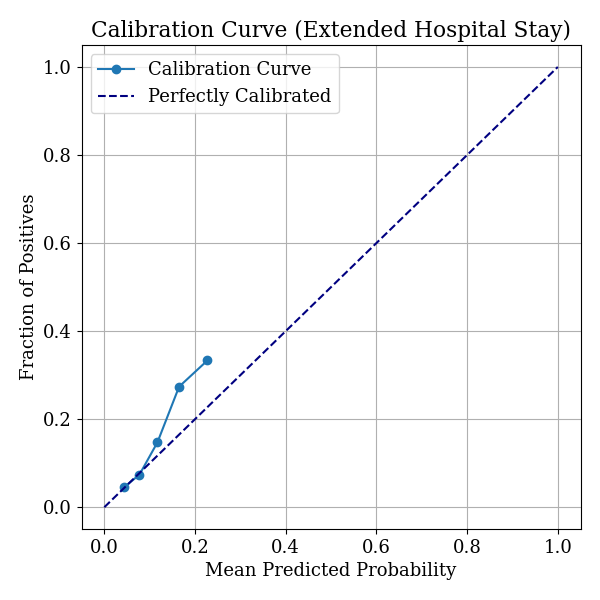 Calibration Curve (Extended Hospital Stay)
Calibration Curve
Perfectly Calibrated
Fraction of Positives
1.0
0.8
0.6
0.4
0.2
0.0
0.0 0.2 0.4 0.6 0.8 1.0
Mean Predicted Probability